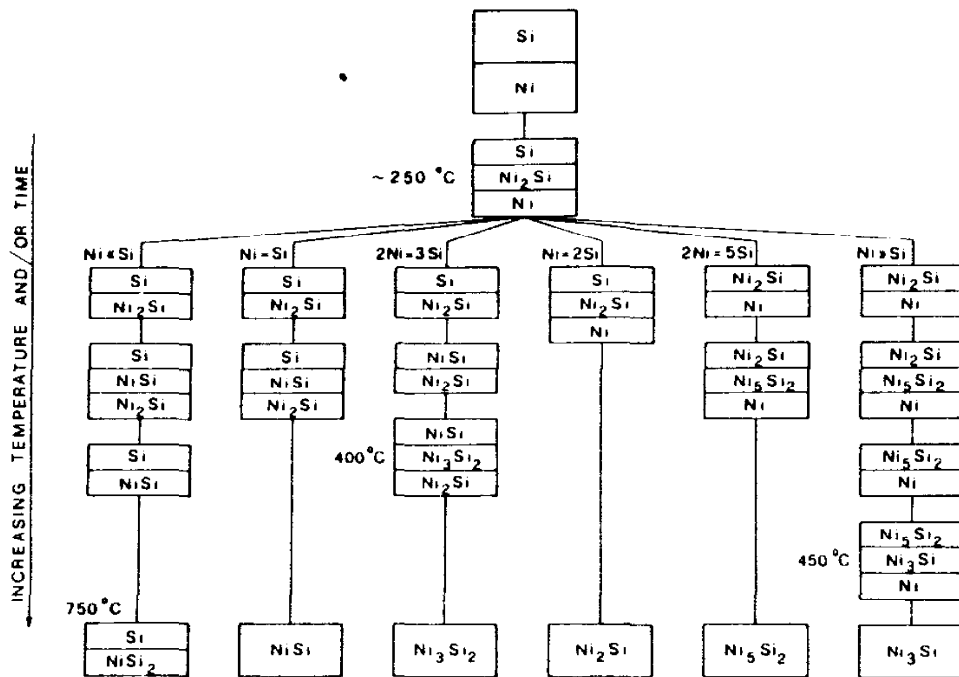 Si
Ni
Si
~250 °C
Ni₂Si
Ni
INCREASING TEMPERATURE AND/OR TIME
Ni«Si
Ni=Si
2Ni=3Si
Ni=2Si
2Ni=5Si
Ni»Si
Si
Ni₂Si
Si
Ni₂Si
Si
Ni₂Si
Si
Ni₂Si
Ni
Ni₂Si
Ni
Ni₂Si
Ni
Si
NiSi
Ni₂Si
Si
NiSi
Ni₂Si
NiSi
Ni₂Si
Ni₂Si
Ni₅Si₂
Ni
Ni₂Si
Ni₅Si₂
Ni
Si
NiSi
400°C
NiSi
Ni₃Si₂
Ni₂Si
Ni₅Si₂
Ni
450°C
Ni₅Si₂
Ni₃Si
Ni
750°C
Si
NiSi₂
NiSi
Ni₃Si₂
Ni₂Si
Ni₅Si₂
Ni₃Si